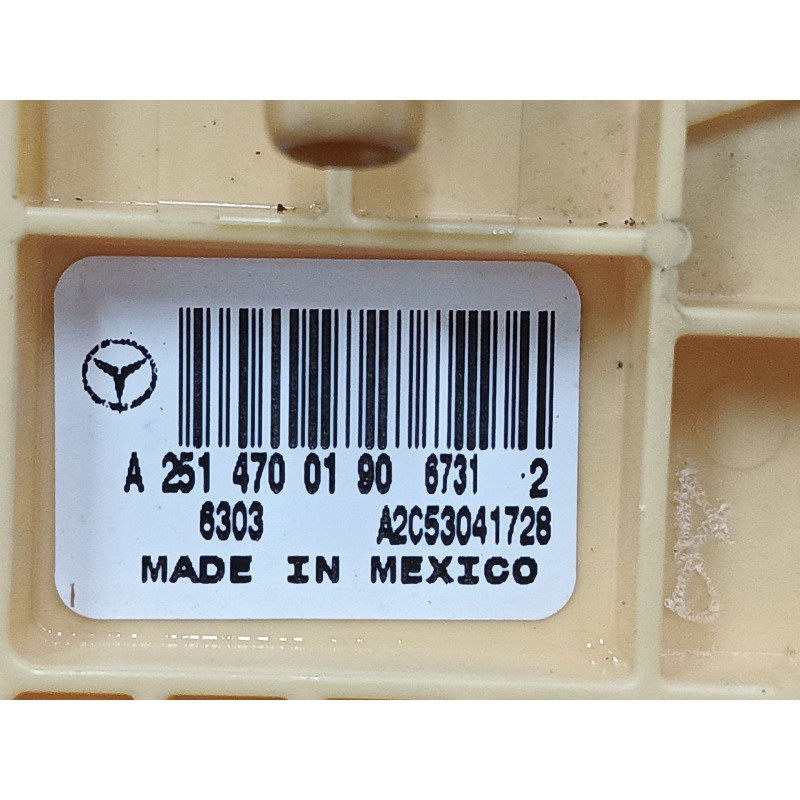 A 251 470 01 90 6731 2
6303 A2C53041728
MADE IN MEXICO